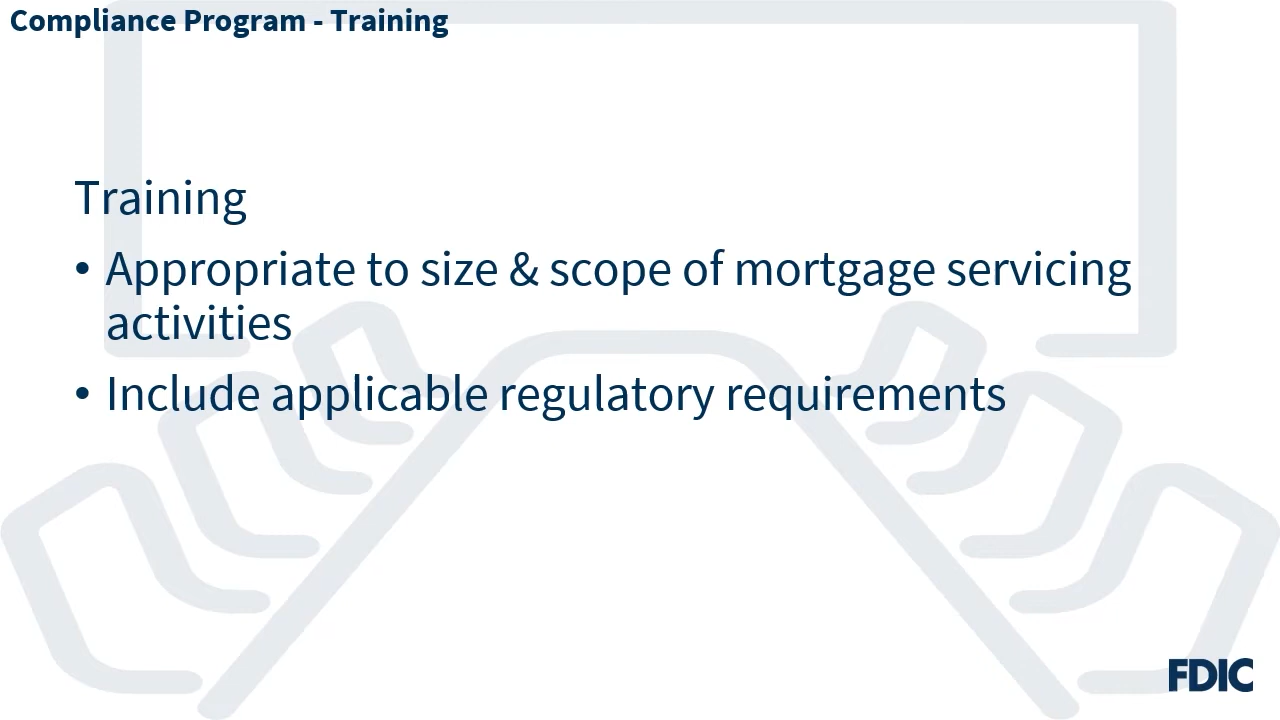 Compliance Program - Training
Training
• Appropriate to size & scope of mortgage servicing
activities
• Include applicable regulatory requirements
FDIC